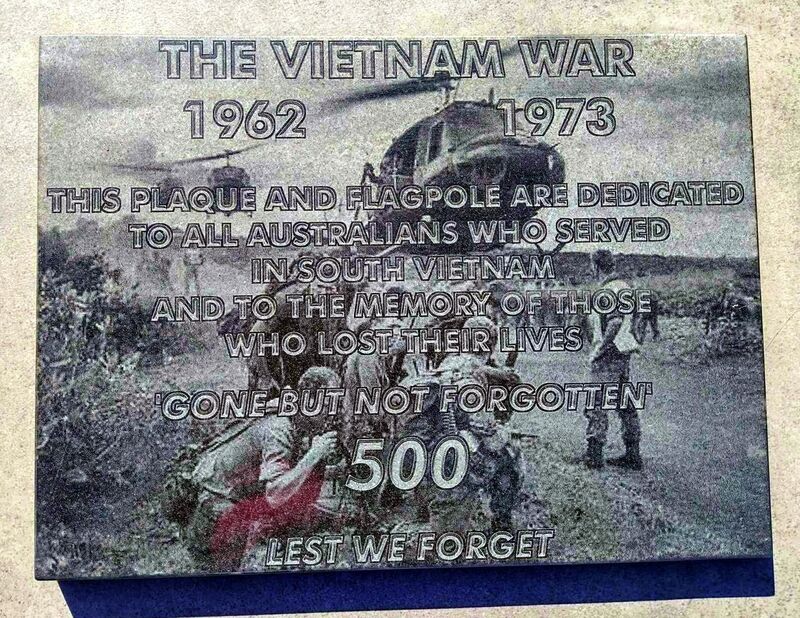 THE VIETNAM WAR
1962 1973
THIS PLAQUE AND FLAGPOLE ARE DEDICATED
TO ALL AUSTRALIANS WHO SERVED
IN SOUTH VIETNAM
AND TO THE MEMORY OF THOSE
WHO LOST THEIR LIVES
'GONE BUT NOT FORGOTTEN'
500
LEST WE FORGET